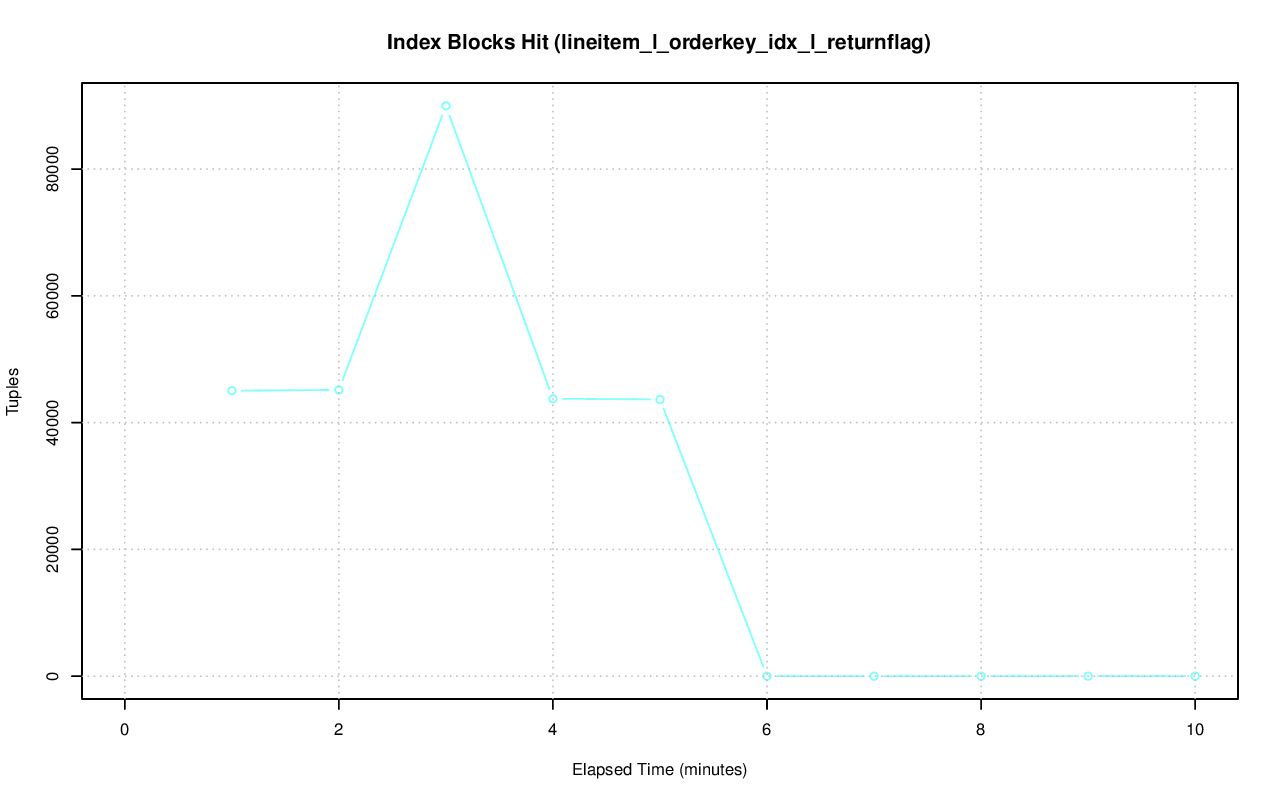 Index Blocks Hit (lineitem_l_orderkey_idx_l_returnflag)
Tuples
80000
60000
40000
20000
0
0 2 4 6 8 10
Elapsed Time (minutes)